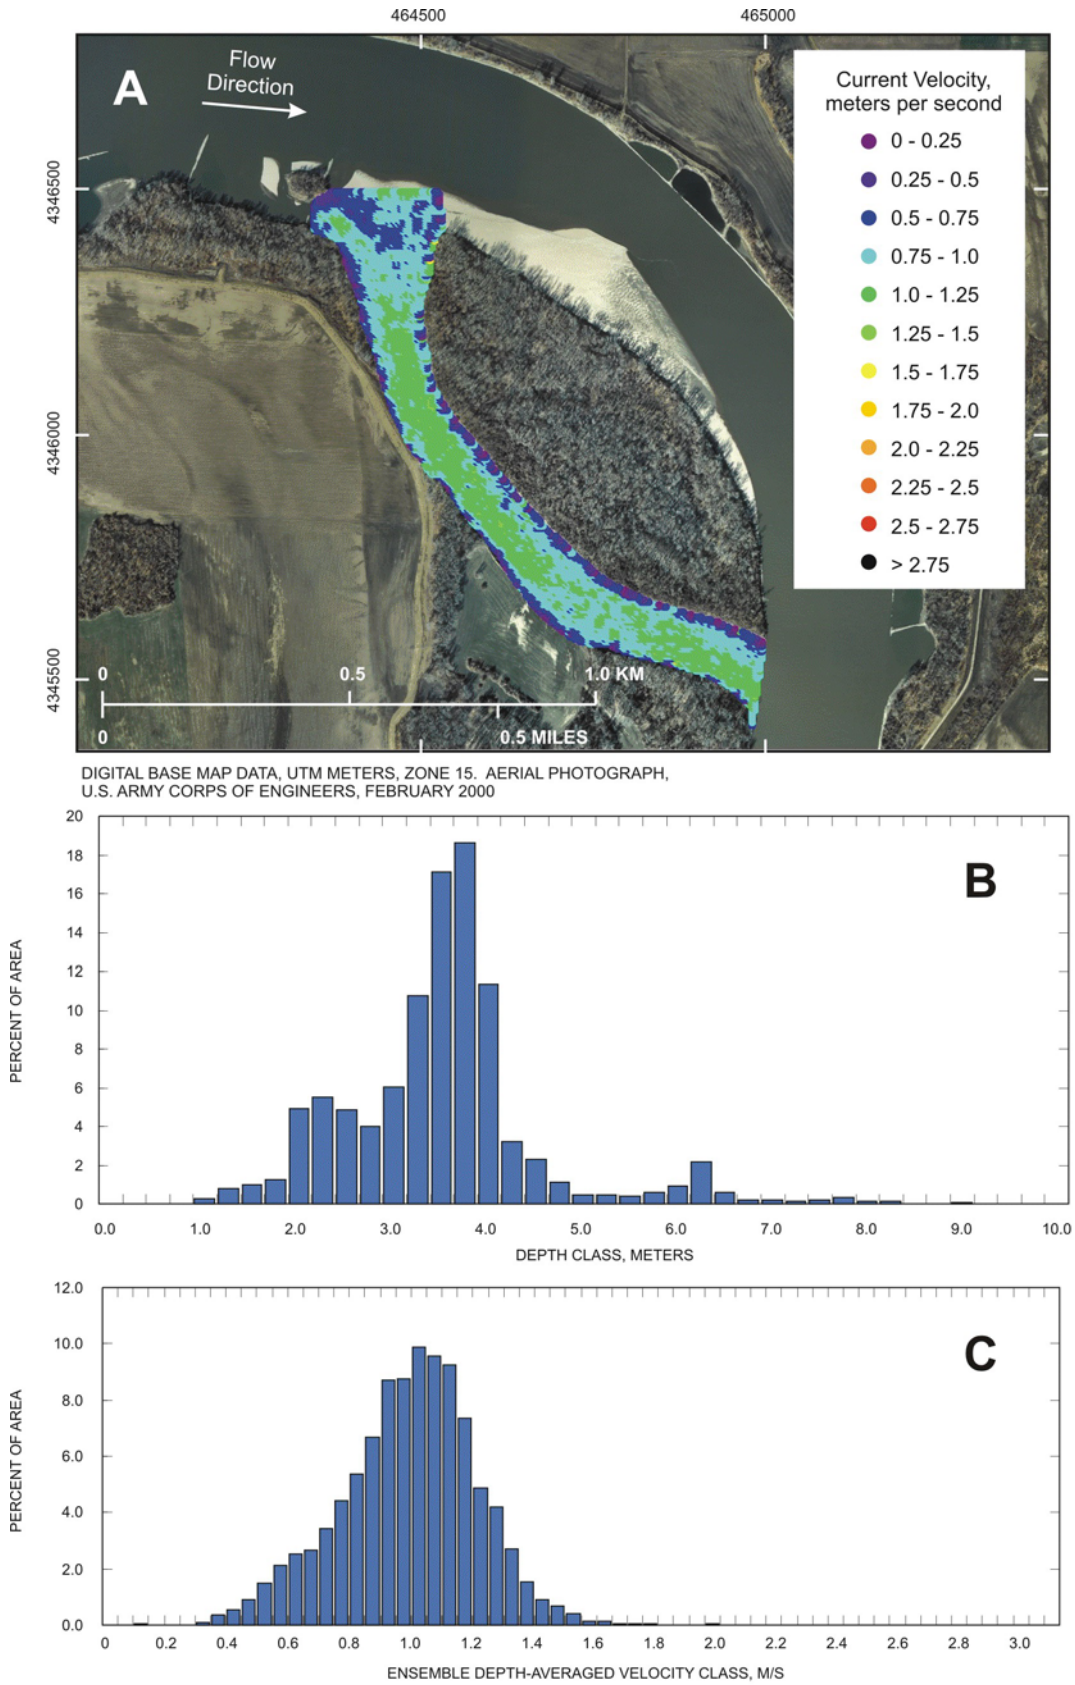 464500
465000
A
Flow
Direction
Current Velocity,
meters per second
0 - 0.25
0.25 - 0.5
0.5 - 0.75
0.75 - 1.0
1.0 - 1.25
1.25 - 1.5
1.5 - 1.75
1.75 - 2.0
2.0 - 2.25
2.25 - 2.5
2.5 - 2.75
> 2.75
4346500
4346000
4345500
0
0.5
1.0 KM
0
0.5 MILES
DIGITAL BASE MAP DATA, UTM METERS, ZONE 15. AERIAL PHOTOGRAPH,
U.S. ARMY CORPS OF ENGINEERS, FEBRUARY 2000
B
PERCENT OF AREA
20
18
16
14
12
10
8
6
4
2
0
0.0 1.0 2.0 3.0 4.0 5.0 6.0 7.0 8.0 9.0 10.0
DEPTH CLASS, METERS
C
PERCENT OF AREA
12.0
10.0
8.0
6.0
4.0
2.0
0.0
0 0.2 0.4 0.6 0.8 1.0 1.2 1.4 1.6 1.8 2.0 2.2 2.4 2.6 2.8 3.0
ENSEMBLE DEPTH-AVERAGED VELOCITY CLASS, M/S